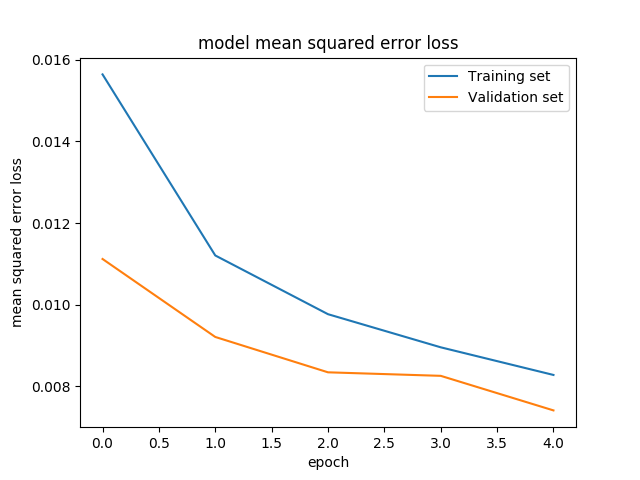 model mean squared error loss
Training set
Validation set
0.016
0.014
0.012
0.010
0.008
mean squared error loss
0.0 0.5 1.0 1.5 2.0 2.5 3.0 3.5 4.0
epoch